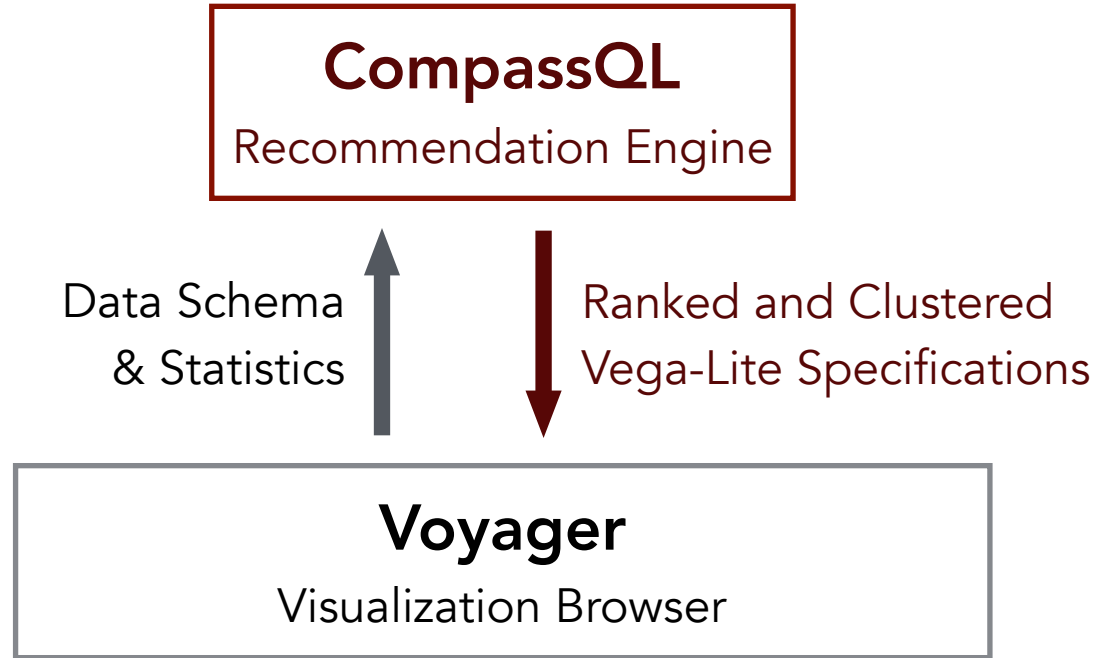 CompassQL
Recommendation Engine
Data Schema
& Statistics
Ranked and Clustered
Vega-Lite Specifications
Voyager
Visualization Browser